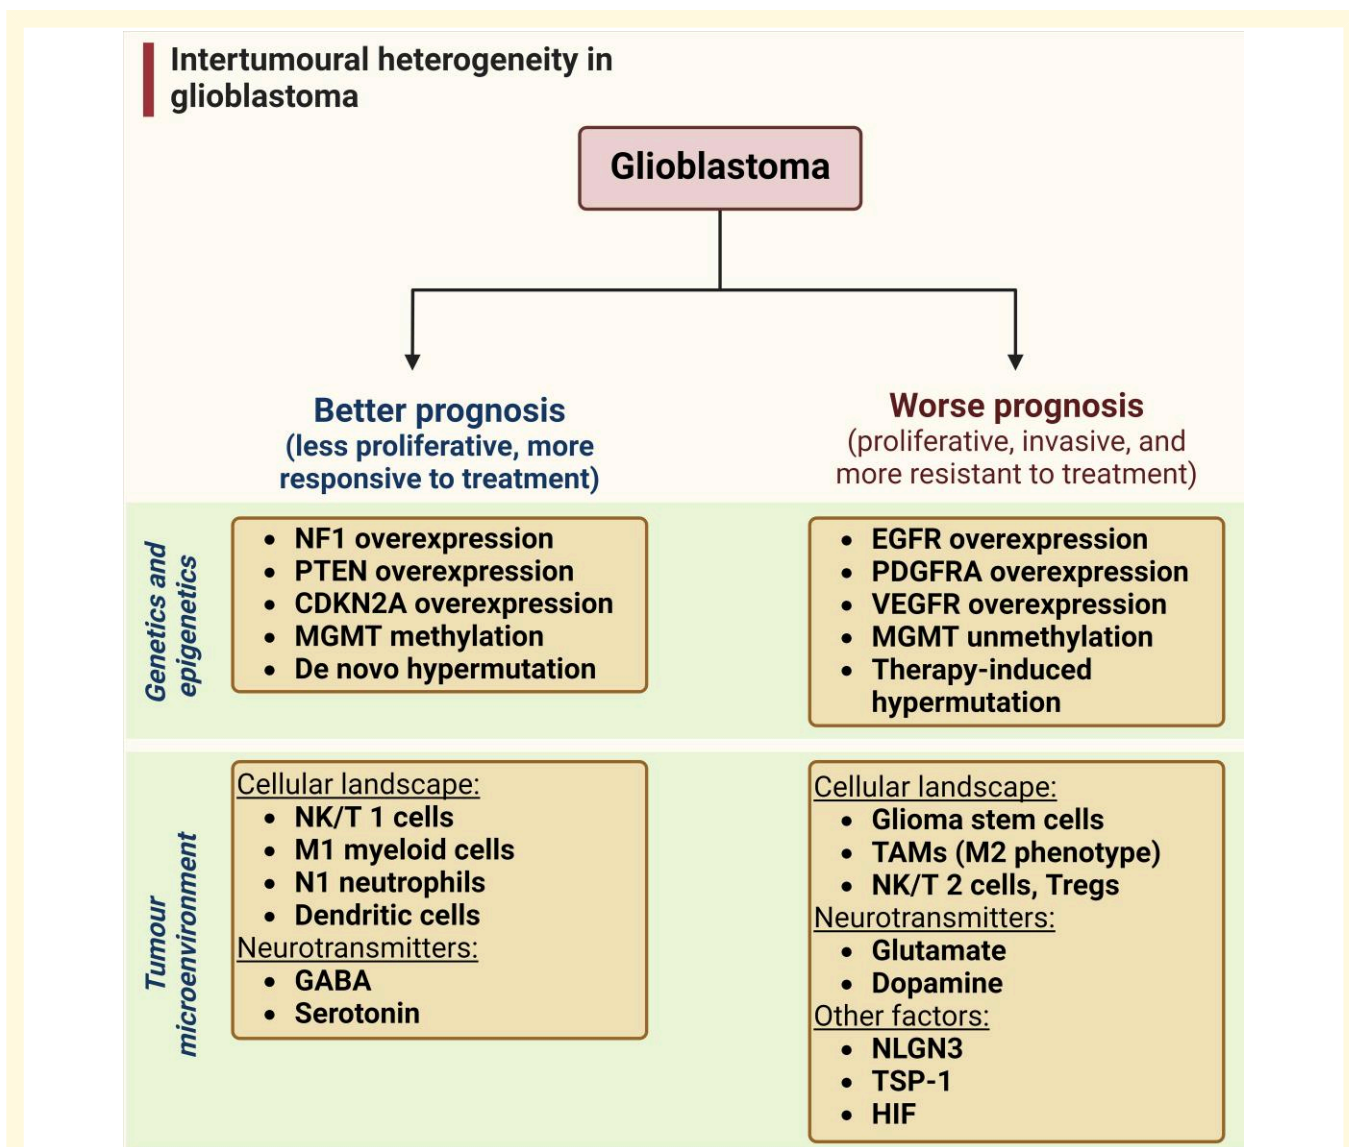 Intertumoural heterogeneity in
glioblastoma
Glioblastoma
Better prognosis
(less proliferative, more
responsive to treatment)
Worse prognosis
(proliferative, invasive, and
more resistant to treatment)
Genetics and
epigenetics
• NF1 overexpression
• PTEN overexpression
• CDKN2A overexpression
• MGMT methylation
• De novo hypermutation
• EGFR overexpression
• PDGFRA overexpression
• VEGFR overexpression
• MGMT unmethylation
• Therapy-induced
hypermutation
Tumour
microenvironment
Cellular landscape:
• NK/T 1 cells
• M1 myeloid cells
• N1 neutrophils
• Dendritic cells
Neurotransmitters:
• GABA
• Serotonin
Cellular landscape:
• Glioma stem cells
• TAMs (M2 phenotype)
• NK/T 2 cells, Tregs
Neurotransmitters:
• Glutamate
• Dopamine
Other factors:
• NLGN3
• TSP-1
• HIF